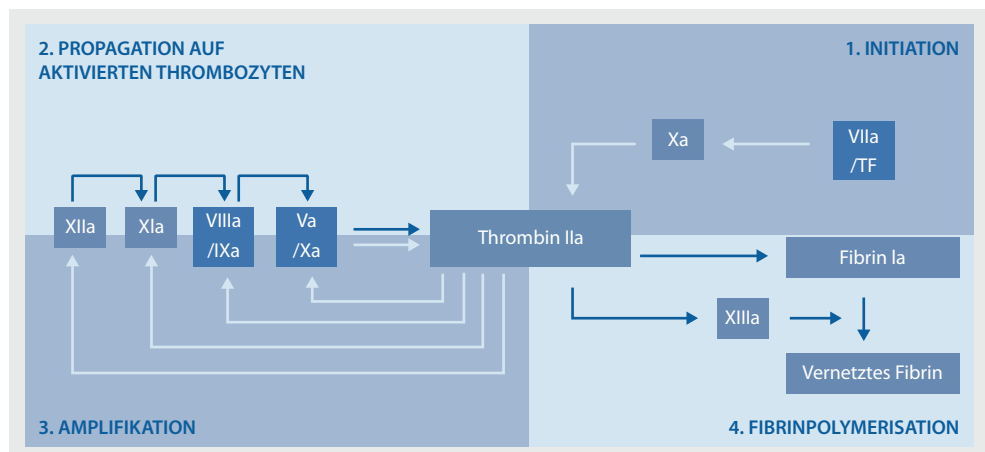 2. PROPAGATION AUF
AKTIVIERTEN THROMBOZYTEN
1. INITIATION
Xa
VIIa
/TF
XIIa
XIa
VIIIa
/IXa
Va
/Xa
Thrombin IIa
Fibrin Ia
XIIIa
Vernetztes Fibrin
3. AMPLIFIKATION
4. FIBRINPOLYMERISATION